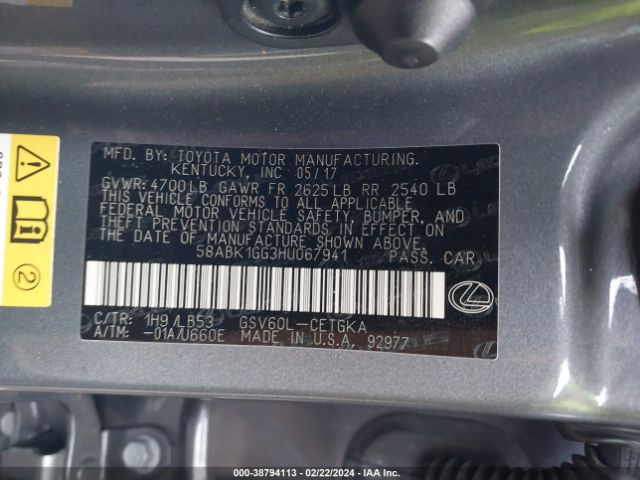 MFD. BY: TOYOTA MOTOR MANUFACTURING.
KENTUCKY, INC 05/17
GVWR: 4700LB GAWR FR 2625LB RR 2540 LB
THIS VEHICLE CONFORMS TO ALL APPLICABLE
FEDERAL MOTOR VEHICLE SAFETY, BUMPER, AND
THEFT PREVENTION STANDARDS IN EFFECT ON
THE DATE OF MANUFACTURE SHOWN ABOVE.
58ABK1GG3HU067941 PASS. CAR
C/TR: 1H9/LB53 GSV60L-CETGKA
A/TM: -01A/U660E MADE IN U.S.A. 92977
2
000-38794113 - 02/22/2024 - IAA Inc.